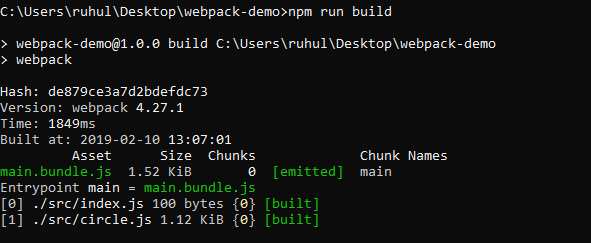 C:\Users\ruhul\Desktop\webpack-demo>npm run build
> webpack-demo@1.0.0 build C:\Users\ruhul\Desktop\webpack-demo
> webpack
Hash: de879ce3a7d2bdefdc73
Version: webpack 4.27.1
Time: 1849ms
Built at: 2019-02-10 13:07:01
Asset Size Chunks Chunk Names
main.bundle.js 1.52 KiB 0 [emitted] main
Entrypoint main = main.bundle.js
[0] ./src/index.js 100 bytes {0} [built]
[1] ./src/circle.js 1.12 KiB {0} [built]